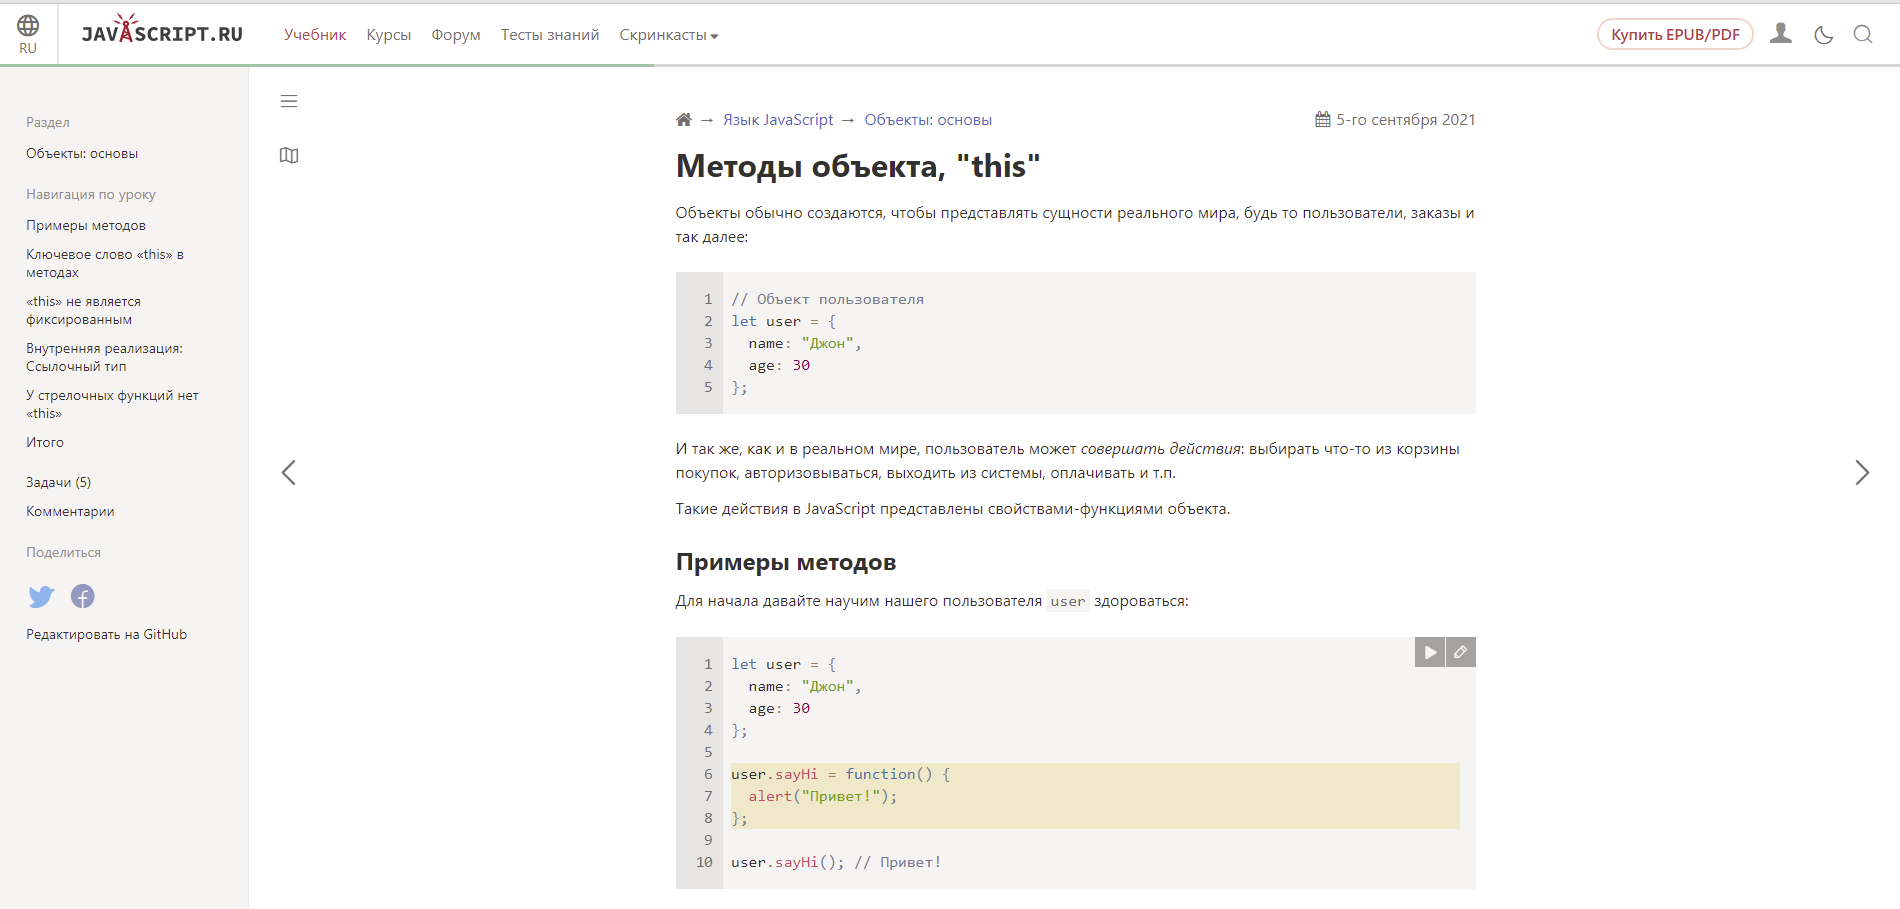 RU
JAVASCRIPT.RU
Учебник
Курсы
Форум
Тесты знаний
Скринкасты
Купить EPUB/PDF
Раздел
Объекты: основы
Навигация по уроку
Примеры методов
Ключевое слово «this» в
методах
«this» не является
фиксированным
Внутренняя реализация:
Ссылочный тип
У стрелочных функций нет
«this»
Итого
Задачи (5)
Комментарии
Поделиться
Редактировать на GitHub
→ Язык JavaScript → Объекты: основы
5-го сентября 2021
Методы объекта, "this"
Объекты обычно создаются, чтобы представлять сущности реального мира, будь то пользователи, заказы и
так далее:
1 // Объект пользователя
2 let user = {
3   name: "Джон",
4   age: 30
5 };
И так же, как и в реальном мире, пользователь может совершать действия: выбирать что-то из корзины
покупок, авторизовываться, выходить из системы, оплачивать и т.п.
Такие действия в JavaScript представлены свойствами-функциями объекта.
Примеры методов
Для начала давайте научим нашего пользователя user здороваться:
1 let user = {
2   name: "Джон",
3   age: 30
4 };
5
6 user.sayHi = function() {
7   alert("Привет!");
8 };
9
10 user.sayHi(); // Привет!